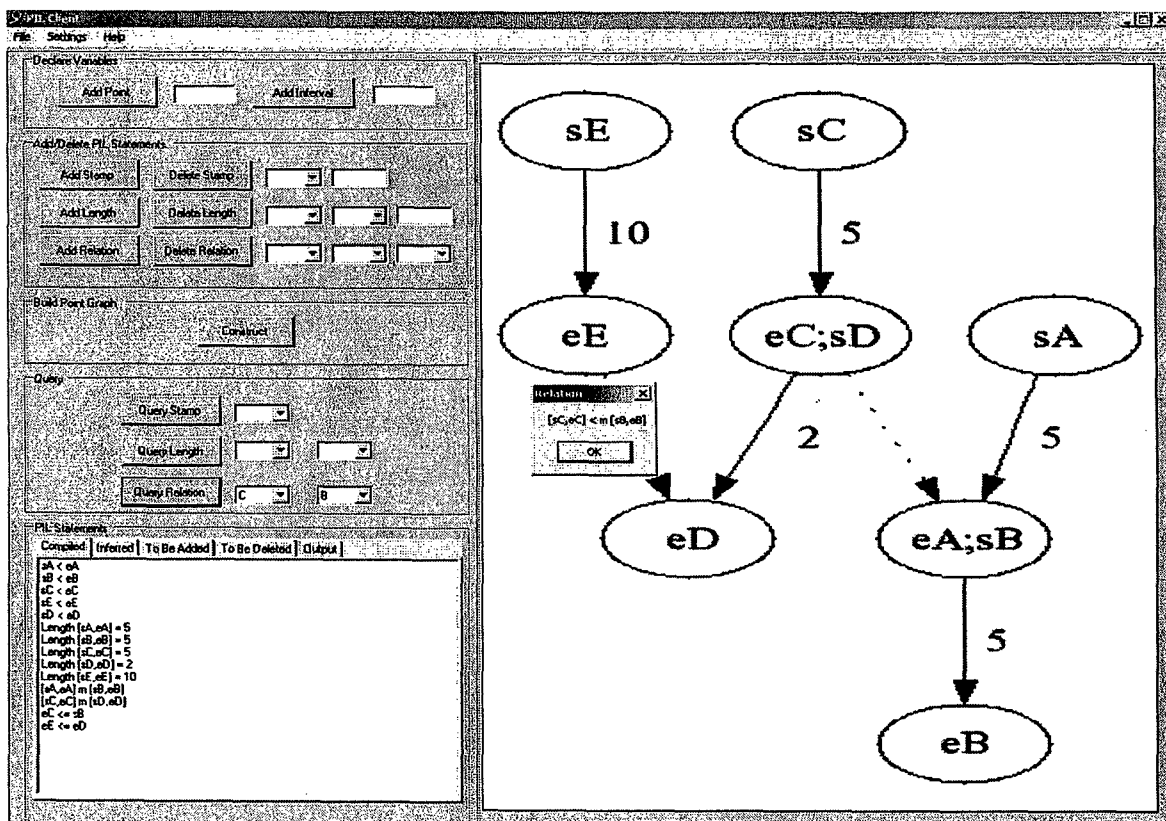 PIL Client
File Settings Help
Declare Variables
Add Point Add Interval
Add/Delete PIL Statements
Add Stamp Delete Stamp
Add Length Delete Length
Add Relation Delete Relation
Build Point Graph
Construct
Query
Query Stamp
Query Length
Query Relation C B
PIL Statements
Compiled Inferred To Be Added To Be Deleted Output
sA < eA
sB < eB
sC < eC
sE < eE
sD < eD
Length [sA,eA] = 5
Length [sB,eB] = 5
Length [sC,eC] = 5
Length [sD,eD] = 2
Length [sE,eE] = 10
[sA,eA] m [sB,eB]
[sC,eC] m [sD,eD]
eC <= sB
eE <= eD
sE sC
10 5
eE eC;sD sA
Relation
[sC,eC] < m [sB,eB]
OK
2 5
eD eA;sB
5
eB